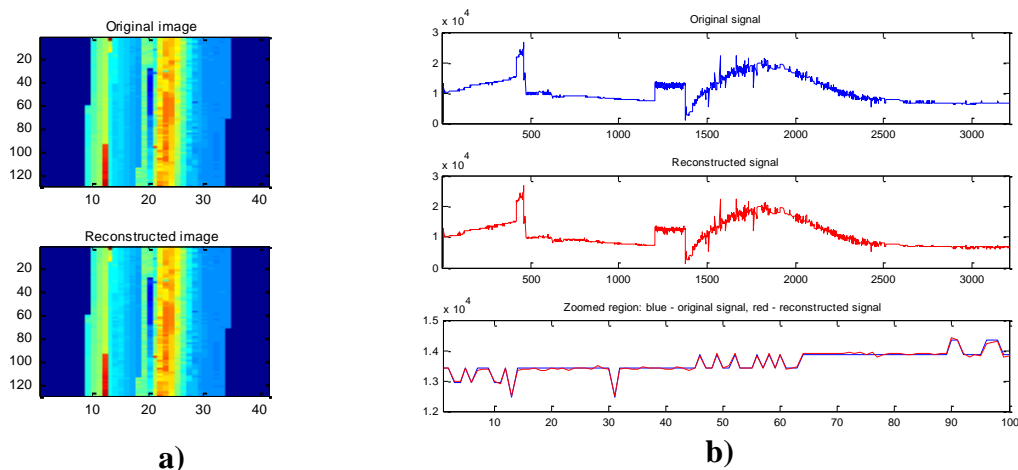 Original image
20
40
60
80
100
120
10 20 30 40
Reconstructed image
20
40
60
80
100
120
10 20 30 40
a)
Original signal
x 10^4
3
2
1
0
500 1000 1500 2000 2500 3000
Reconstructed signal
x 10^4
3
2
1
0
500 1000 1500 2000 2500 3000
Zoomed region: blue - original signal, red - reconstructed signal
x 10^4
1.5
1.4
1.3
1.2
10 20 30 40 50 60 70 80 90 100
b)